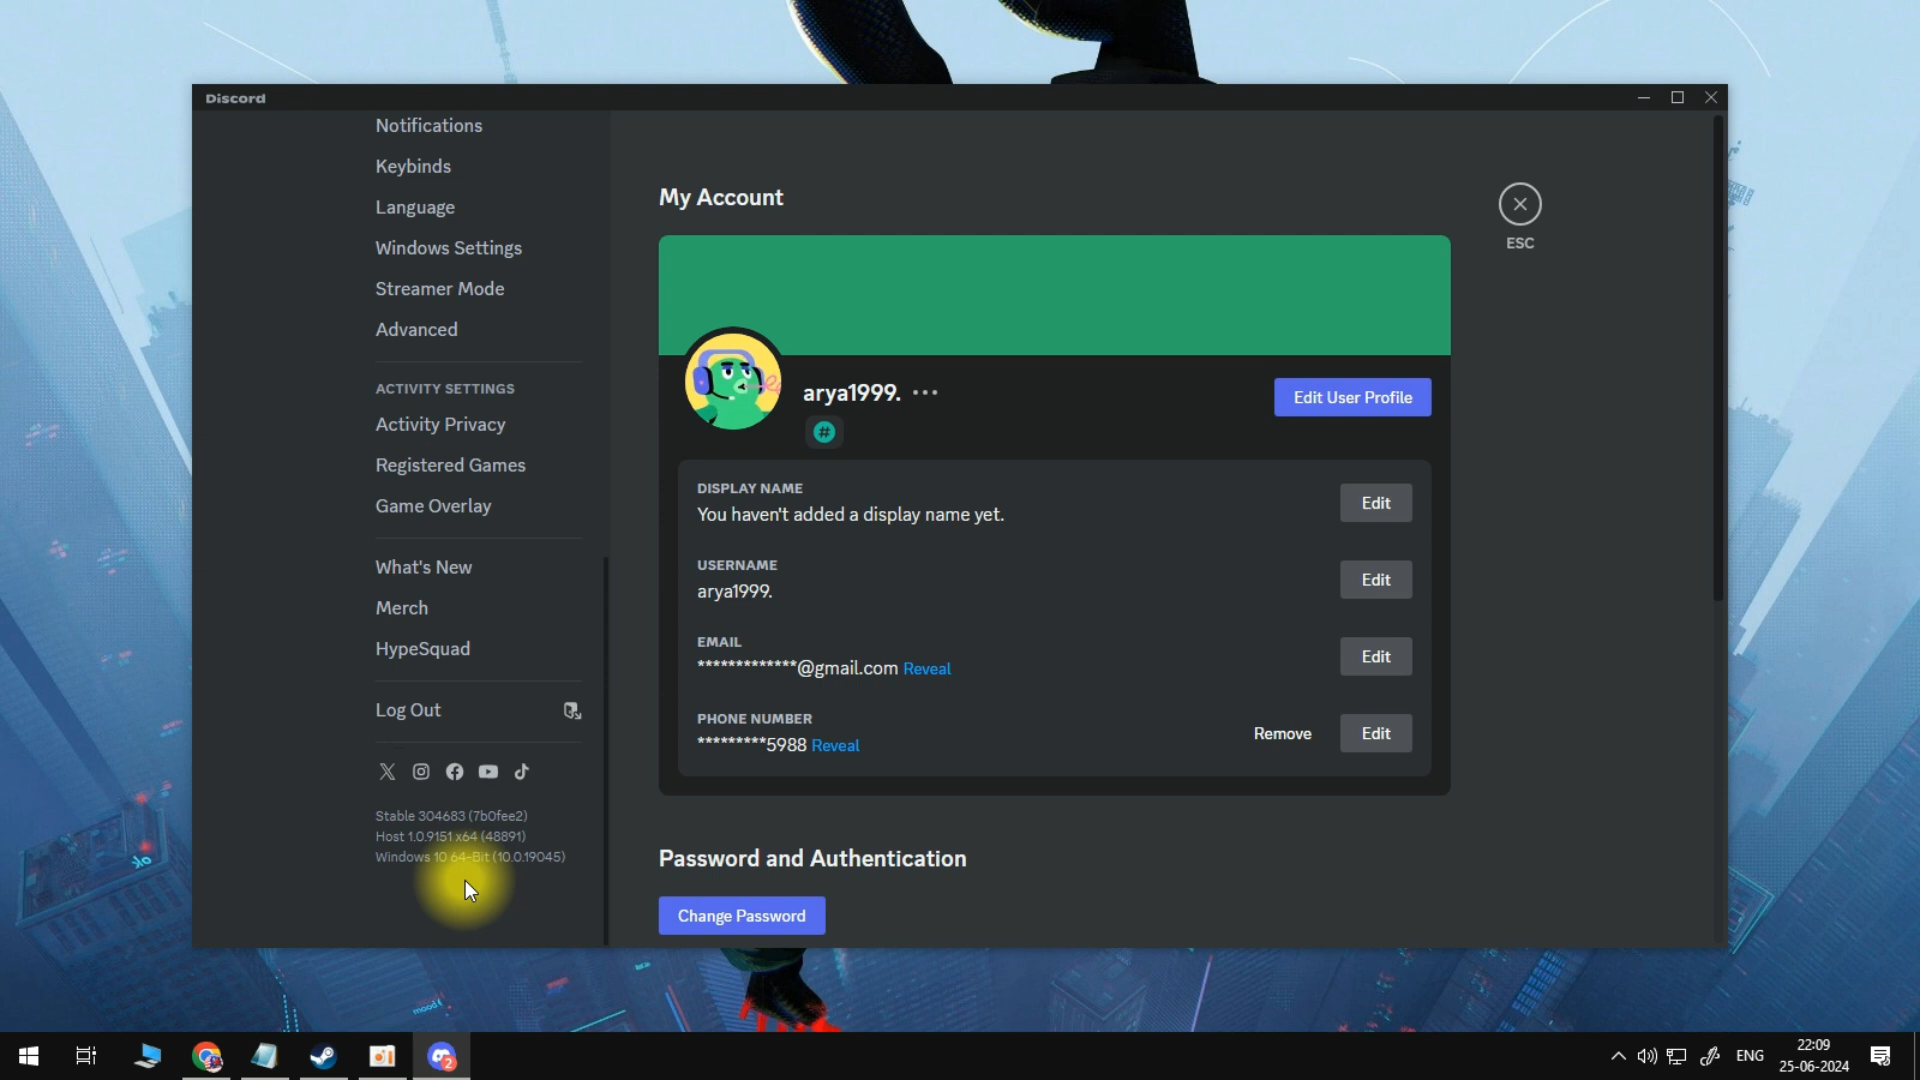 Discord
Notifications
Keybinds
Language
Windows Settings
Streamer Mode
Advanced
ACTIVITY SETTINGS
Activity Privacy
Registered Games
Game Overlay
What's New
Merch
HypeSquad
Log Out
Stable 304683 (7b0fee2)
Host 1.0.9151 x64 (48891)
Windows 10 64-Bit (10.0.19045)
My Account
ESC
arya1999.
#
Edit User Profile
DISPLAY NAME
You haven't added a display name yet.
Edit
USERNAME
arya1999.
Edit
EMAIL
*************@gmail.com Reveal
Edit
PHONE NUMBER
*********5988 Reveal
Remove
Edit
Password and Authentication
Change Password
mood
2
ENG
22:09
25-06-2024